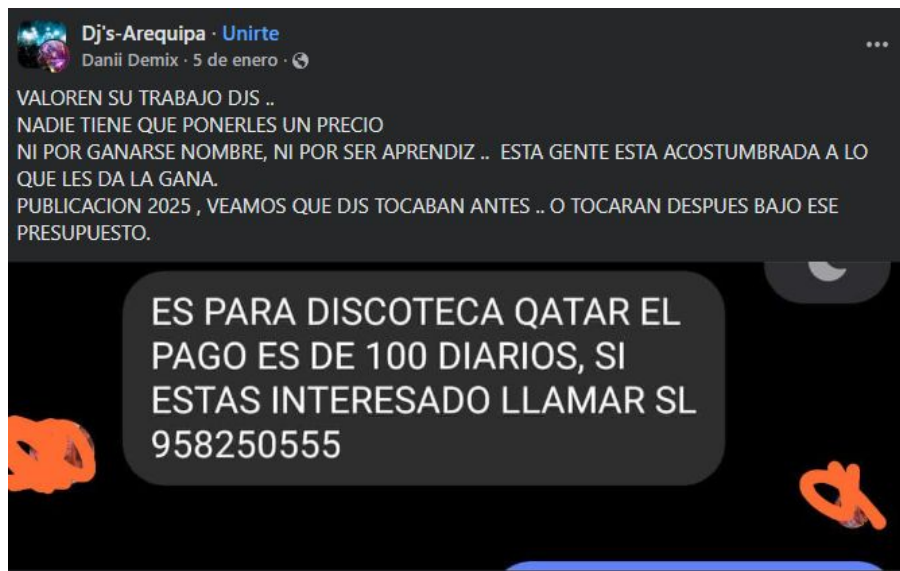 Dj's-Arequipa · Unirte
Danii Demix · 5 de enero ·
VALOREN SU TRABAJO DJS ..
NADIE TIENE QUE PONERLES UN PRECIO
NI POR GANARSE NOMBRE, NI POR SER APRENDIZ .. ESTA GENTE ESTA ACOSTUMBRADA A LO
QUE LES DA LA GANA.
PUBLICACION 2025 , VEAMOS QUE DJS TOCABAN ANTES .. O TOCARAN DESPUES BAJO ESE
PRESUPUESTO.
ES PARA DISCOTECA QATAR EL
PAGO ES DE 100 DIARIOS, SI
ESTAS INTERESADO LLAMAR SL
958250555